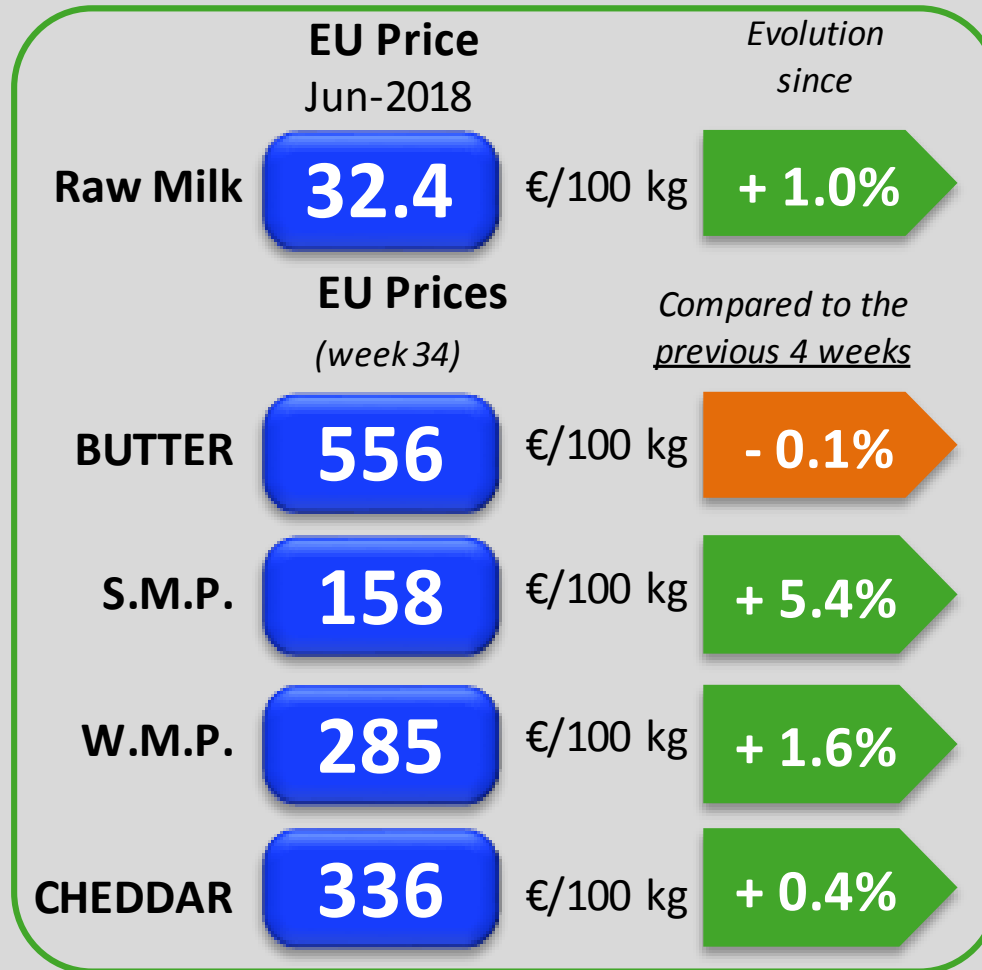 EU Price
Jun-2018
Evolution
since
Raw Milk 32.4 €/100 kg + 1.0%
EU Prices
(week 34)
Compared to the
previous 4 weeks
BUTTER 556 €/100 kg - 0.1%
S.M.P. 158 €/100 kg + 5.4%
W.M.P. 285 €/100 kg + 1.6%
CHEDDAR 336 €/100 kg + 0.4%